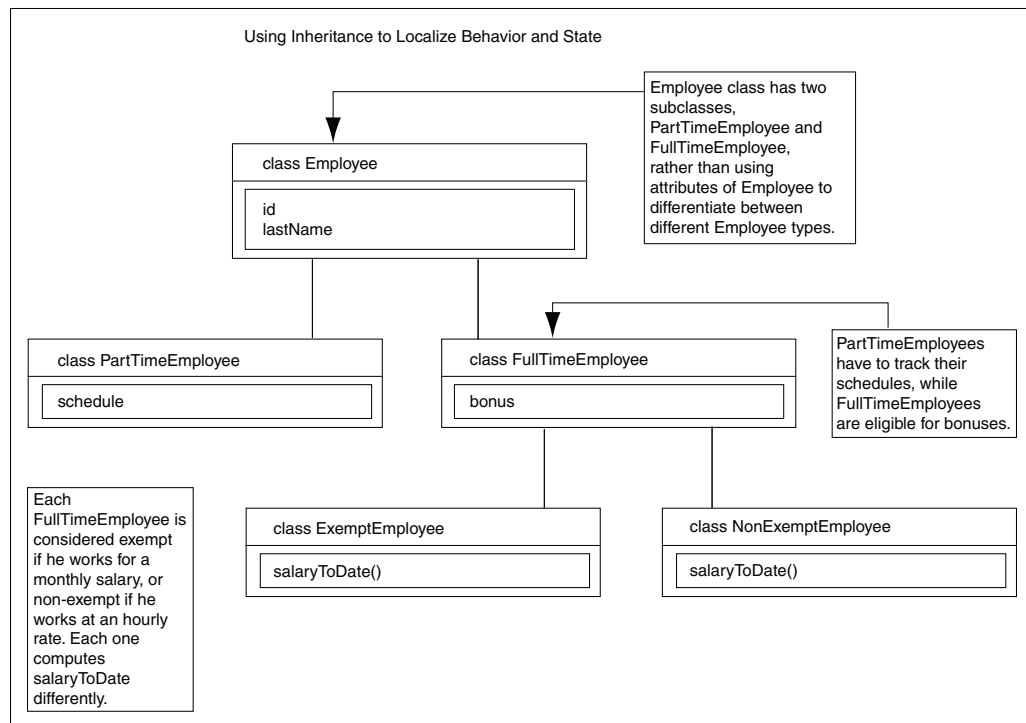 Using Inheritance to Localize Behavior and State
Employee class has two
subclasses,
PartTimeEmployee and
FullTimeEmployee,
rather than using
attributes of Employee to
differentiate between
different Employee types.
class Employee
id
lastName
class PartTimeEmployee
schedule
class FullTimeEmployee
bonus
PartTimeEmployees
have to track their
schedules, while
FullTimeEmployees
are eligible for bonuses.
Each
FullTimeEmployee is
considered exempt
if he works for a
monthly salary, or
non-exempt if he
works at an hourly
rate. Each one
computes
salaryToDate
differently.
class ExemptEmployee
salaryToDate()
class NonExemptEmployee
salaryToDate()